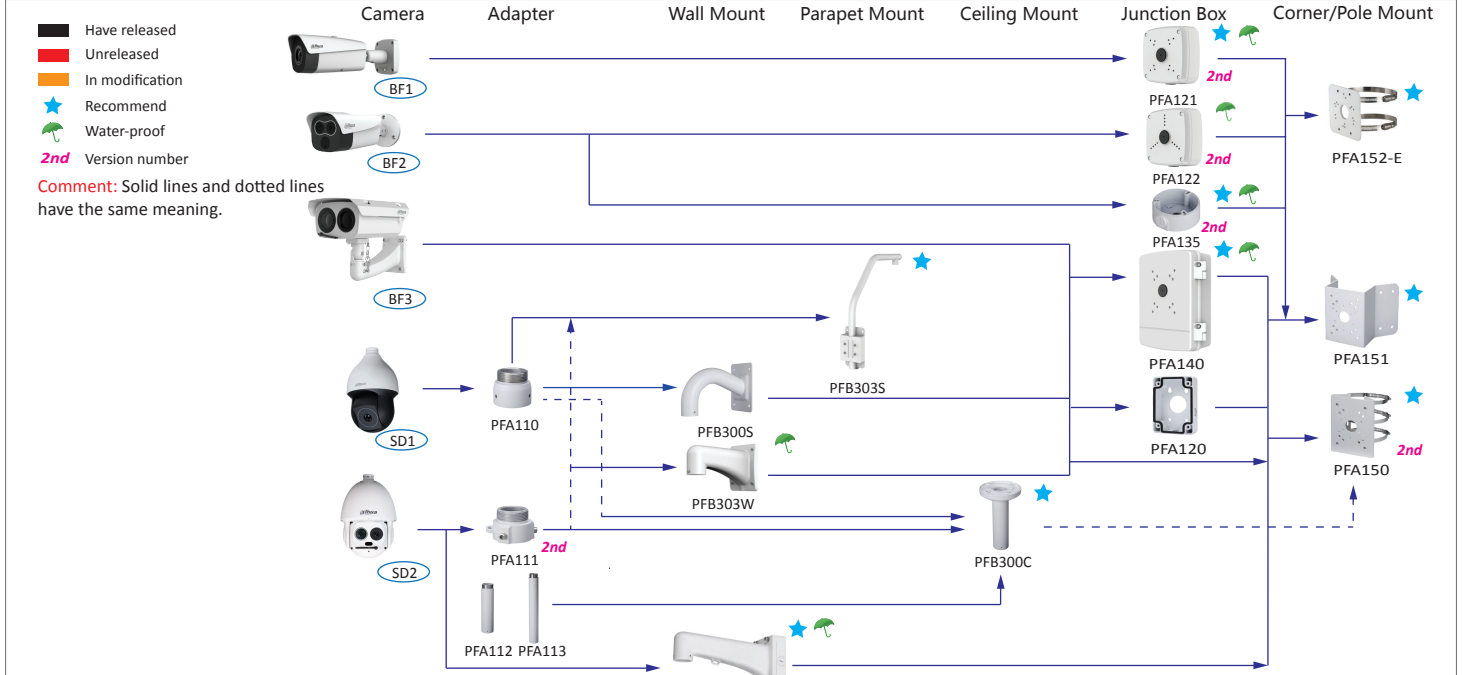 Camera Adapter Wall Mount Parapet Mount Ceiling Mount Junction Box Corner/Pole Mount
Have released
Unreleased
In modification
Recommend
Water-proof
2nd Version number
Comment: Solid lines and dotted lines
have the same meaning.
BF1
2nd
PFA121
PFA152-E
BF2
2nd
PFA122
2nd
PFA135
BF3
PFB303S
PFA140
PFA151
SD1
PFA110
PFB300S
PFA120
2nd
PFA150
PFB303W
alhua
SD2
2nd
PFA111
PFB300C
PFA112 PFA113